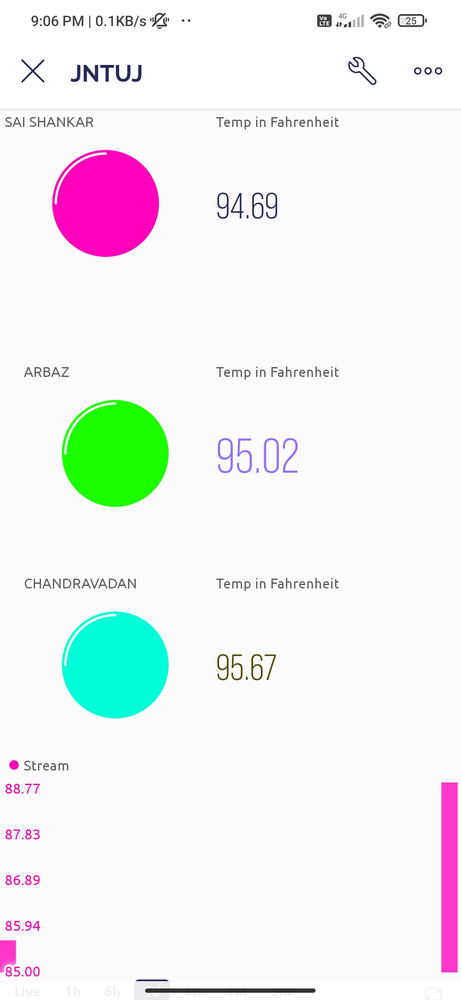 9:06 PM | 0.1KB/s
Vo LTE 4G 25
JNTUJ
SAI SHANKAR Temp in Fahrenheit
94.69
ARBAZ Temp in Fahrenheit
95.02
CHANDRAVADAN Temp in Fahrenheit
95.67
Stream
88.77
87.83
86.89
85.94
85.00
Live 1h 6h 1d 1w 1M 3M